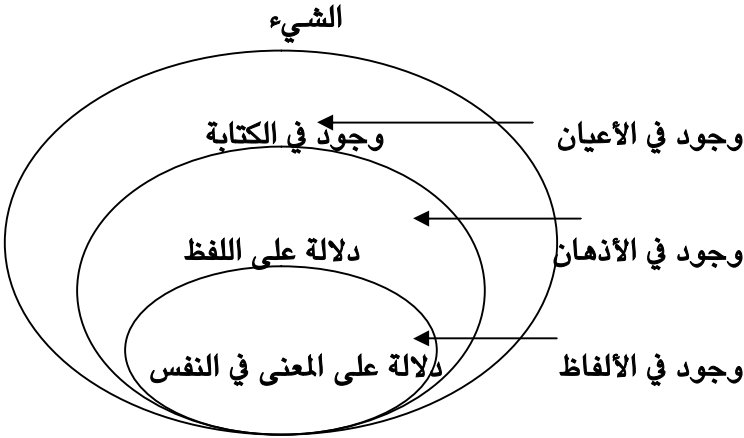 الشيء
وجود في الأعيان
وجود في الكتابة
وجود في الأذهان
دلالة على اللفظ
وجود في الألفاظ
دلالة على المعنى في النفس